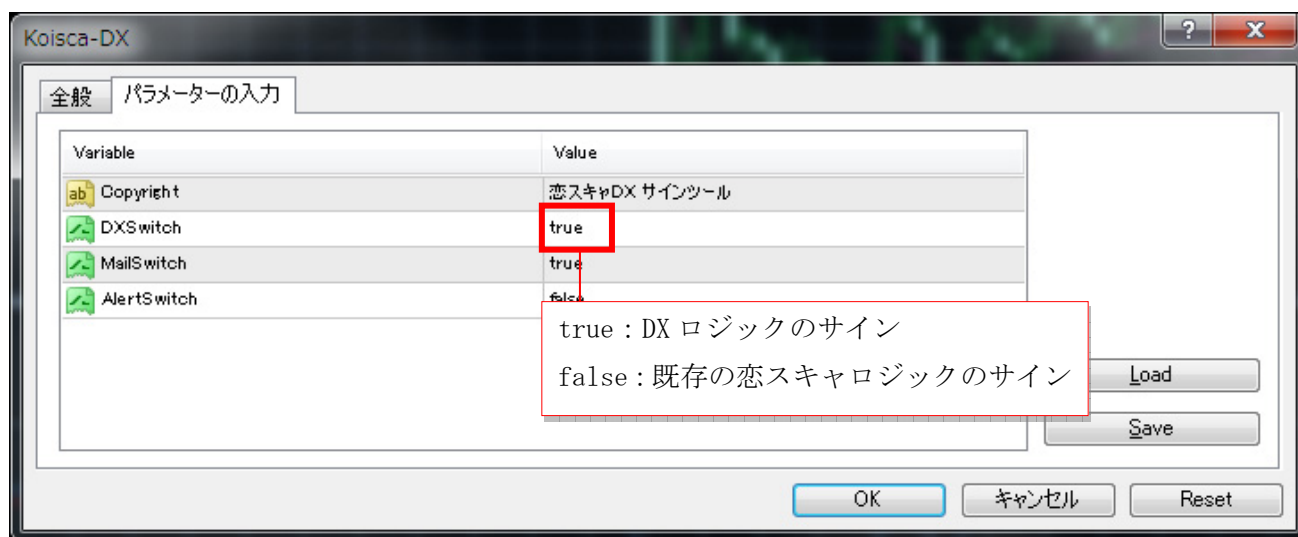 Koisca-DX
?
X
全般
パラメーターの入力
Variable Value
ab Copyright 恋スキャDX サインツール
DXSwitch true
MailSwitch true
AlertSwitch false
true：DX ロジックのサイン
false：既存の恋スキャロジックのサイン
Load
Save
OK キャンセル Reset